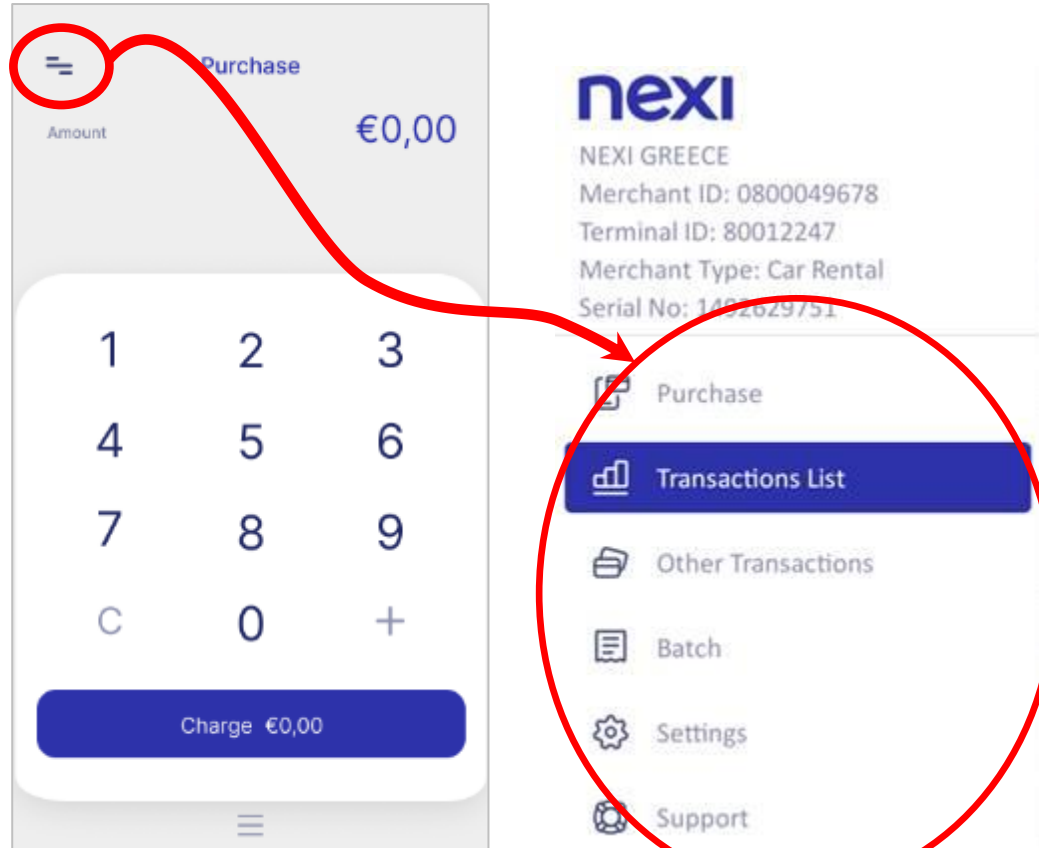 Purchase
Amount
€0,00
1 2 3
4 5 6
7 8 9
C 0 +
Charge €0,00
nexi
NEXI GREECE
Merchant ID: 0800049678
Terminal ID: 80012247
Merchant Type: Car Rental
Serial No: 1492629751
Purchase
Transactions List
Other Transactions
Batch
Settings
Support